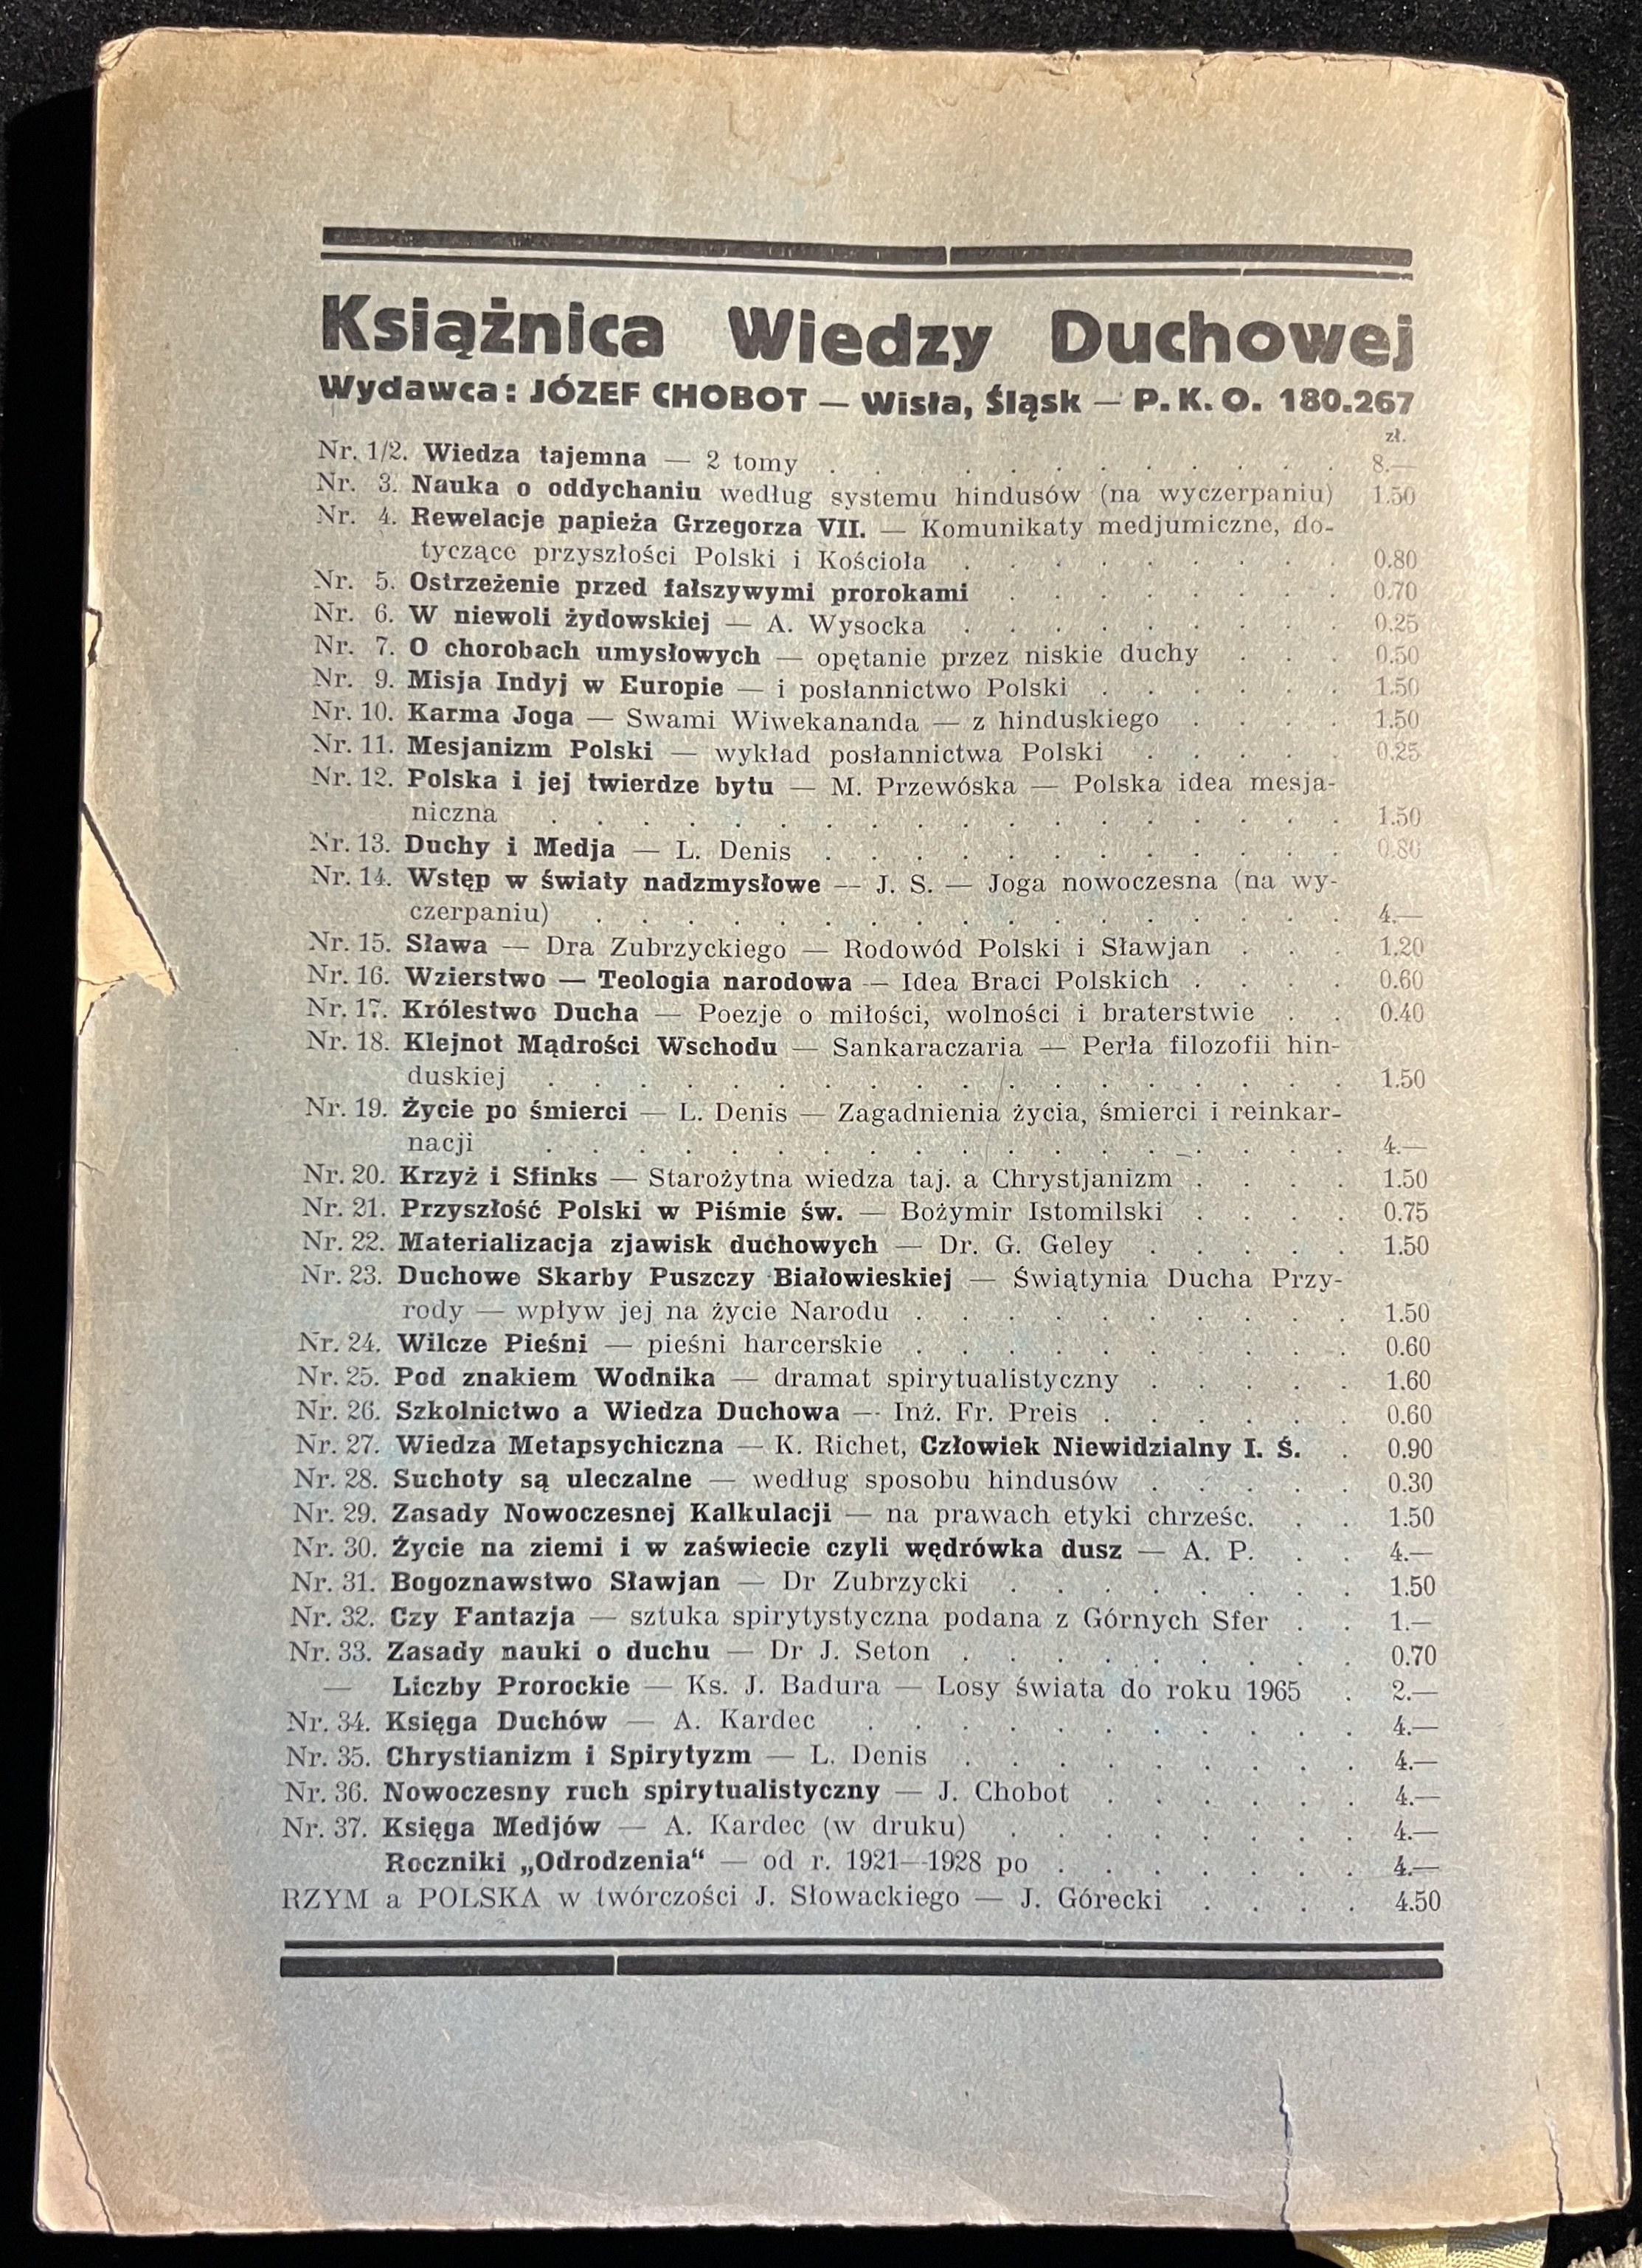 Książnica Wiedzy Duchowej
Wydawca: JÓZEF CHOBOT — Wisła, Śląsk — P. K. O. 180.267
zł.
Nr. 1/2. Wiedza tajemna — 2 tomy . . . . . . . . . . . 8.—
Nr. 3. Nauka o oddychaniu według systemu hindusów (na wyczerpaniu) 1.50
Nr. 4. Rewelacje papieża Grzegorza VII. — Komunikaty medjumiczne, do-
tyczące przyszłości Polski i Kościoła . . . . . . . . . 0.80
Nr. 5. Ostrzeżenie przed fałszywymi prorokami . . . . . . . . 0.70
Nr. 6. W niewoli żydowskiej — A. Wysocka . . . . . . . . . 0.25
Nr. 7. O chorobach umysłowych — opętanie przez niskie duchy . . . 0.50
Nr. 9. Misja Indyj w Europie — i posłannictwo Polski . . . . . . 1.50
Nr. 10. Karma Joga — Swami Wiwekananda — z hinduskiego . . . . 1.50
Nr. 11. Mesjanizm Polski — wykład posłannictwa Polski . . . . . 0.25
Nr. 12. Polska i jej twierdze bytu — M. Przewóska — Polska idea mesja-
niczna . . . . . . . . . . . . . . . . . . 1.50
Nr. 13. Duchy i Medja — L. Denis . . . . . . . . . . . . 0.80
Nr. 14. Wstęp w światy nadzmysłowe — J. S. — Joga nowoczesna (na wy-
czerpaniu) . . . . . . . . . . . . . . . . . 4.—
Nr. 15. Sława — Dra Zubrzyckiego — Rodowód Polski i Sławjan . . . 1.20
Nr. 16. Wzierstwo — Teologia narodowa — Idea Braci Polskich . . . . 0.60
Nr. 17. Królestwo Ducha — Poezje o miłości, wolności i braterstwie . . 0.40
Nr. 18. Klejnot Mądrości Wschodu — Sankaraczaria — Perła filozofii hin-
duskiej . . . . . . . . . . . . . . . . . . 1.50
Nr. 19. Życie po śmierci — L. Denis — Zagadnienia życia, śmierci i reinkar-
nacji . . . . . . . . . . . . . . . . . . 4.—
Nr. 20. Krzyż i Sfinks — Starożytna wiedza taj. a Chrystjanizm . . . . 1.50
Nr. 21. Przyszłość Polski w Piśmie św. — Bożymir Istomilski . . . . 0.75
Nr. 22. Materializacja zjawisk duchowych — Dr. G. Geley . . . . . 1.50
Nr. 23. Duchowe Skarby Puszczy Białowieskiej — Świątynia Ducha Przy-
rody — wpływ jej na życie Narodu . . . . . . . . . . 1.50
Nr. 24. Wilcze Pieśni — pieśni harcerskie . . . . . . . . . . 0.60
Nr. 25. Pod znakiem Wodnika — dramat spirytualistyczny . . . . . 1.60
Nr. 26. Szkolnictwo a Wiedza Duchowa — Inż. Fr. Preis . . . . . . 0.60
Nr. 27. Wiedza Metapsychiczna — K. Richet, Człowiek Niewidzialny I. Ś. . 0.90
Nr. 28. Suchoty są uleczalne — według sposobu hindusów . . . . . 0.30
Nr. 29. Zasady Nowoczesnej Kalkulacji — na prawach etyki chrześc. . . 1.50
Nr. 30. Życie na ziemi i w zaświecie czyli wędrówka dusz — A. P. . . 4.—
Nr. 31. Bogoznawstwo Sławjan — Dr Zubrzycki . . . . . . . . 1.50
Nr. 32. Czy Fantazja — sztuka spirytystyczna podana z Górnych Sfer . . 1.—
Nr. 33. Zasady nauki o duchu — Dr J. Seton . . . . . . . . . 0.70
— Liczby Prorockie — Ks. J. Badura — Losy świata do roku 1965 . 2.—
Nr. 34. Księga Duchów — A. Kardec . . . . . . . . . . . 4.—
Nr. 35. Chrystianizm i Spirytyzm — L. Denis . . . . . . . . . 4.—
Nr. 36. Nowoczesny ruch spirytualistyczny — J. Chobot . . . . . . 4.—
Nr. 37. Księga Medjów — A. Kardec (w druku) . . . . . . . . 4.—
Roczniki „Odrodzenia“ — od r. 1921—1928 po . . . . . . . 4.—
RZYM a POLSKA w twórczości J. Słowackiego — J. Górecki . . . . 4.50